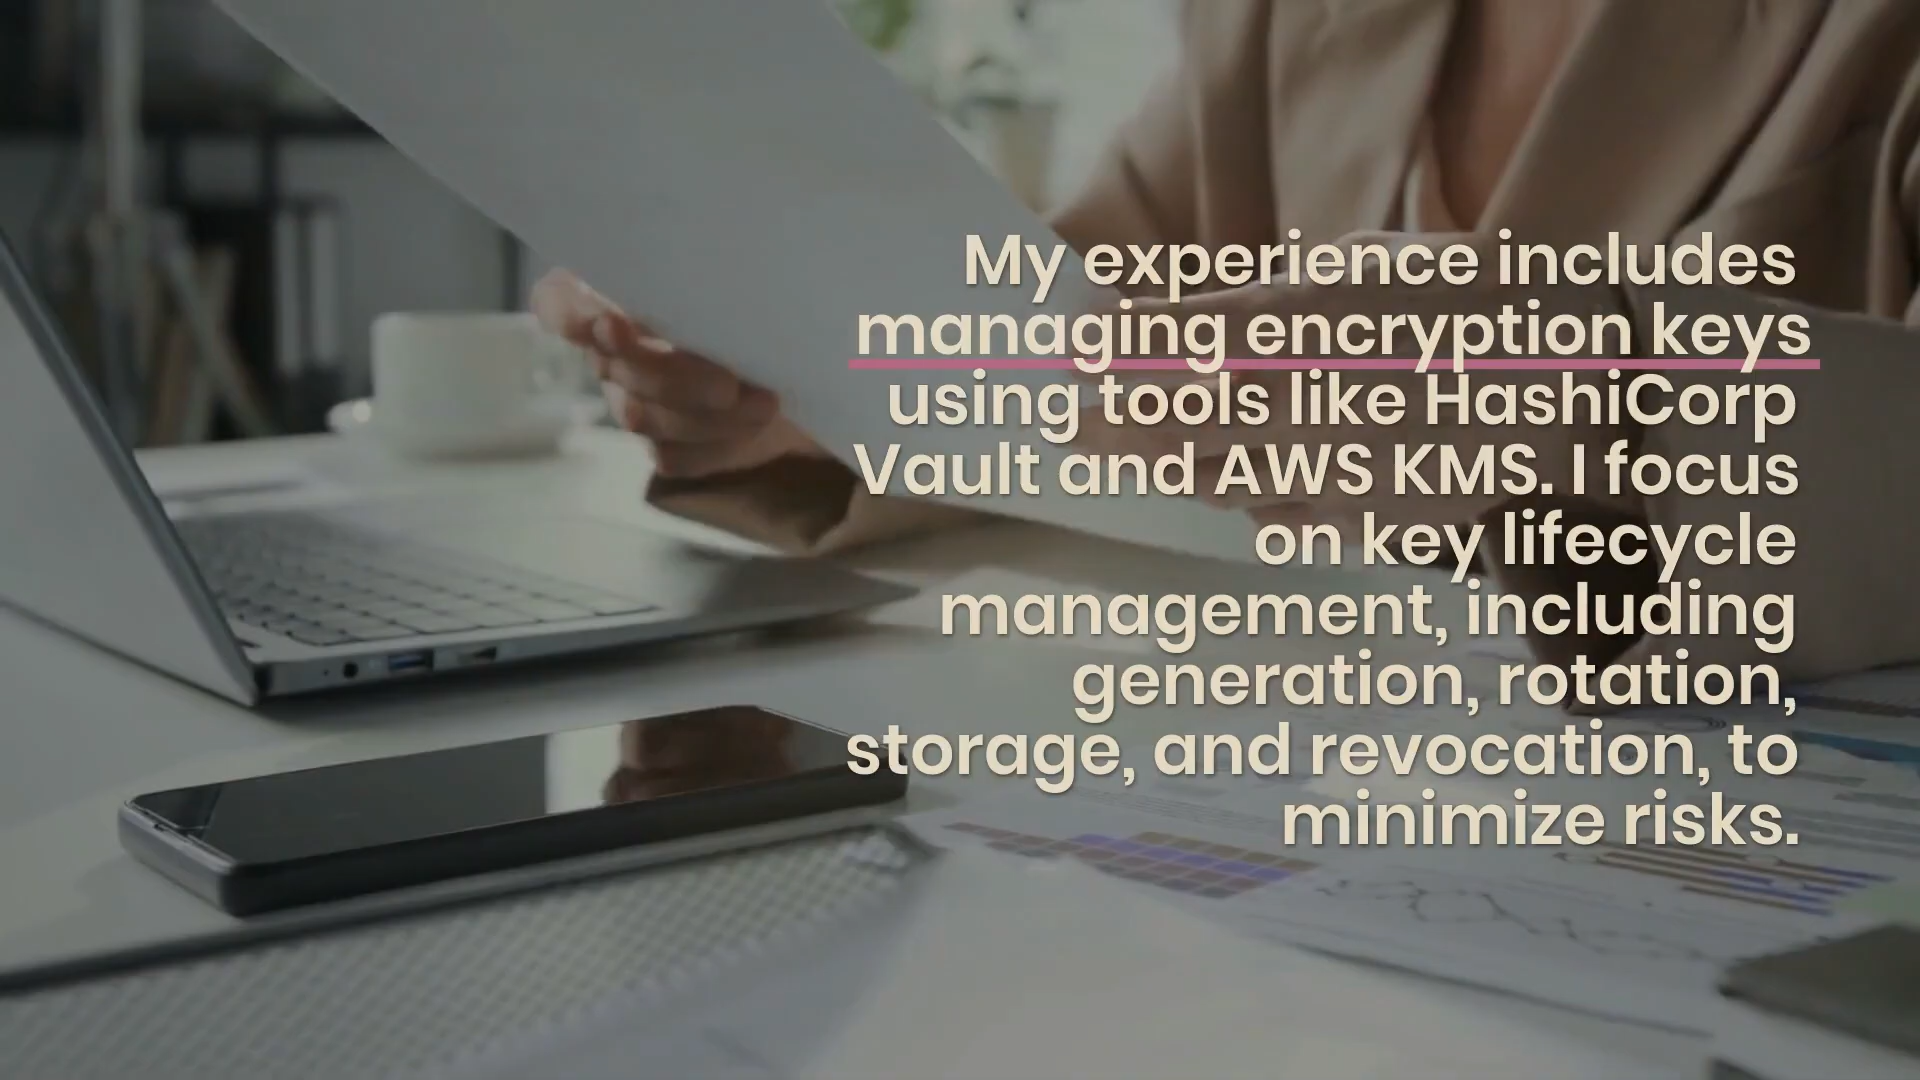 My experience includes
managing encryption keys
using tools like HashiCorp
Vault and AWS KMS. I focus
on key lifecycle
management, including
generation, rotation,
storage, and revocation, to
minimize risks.